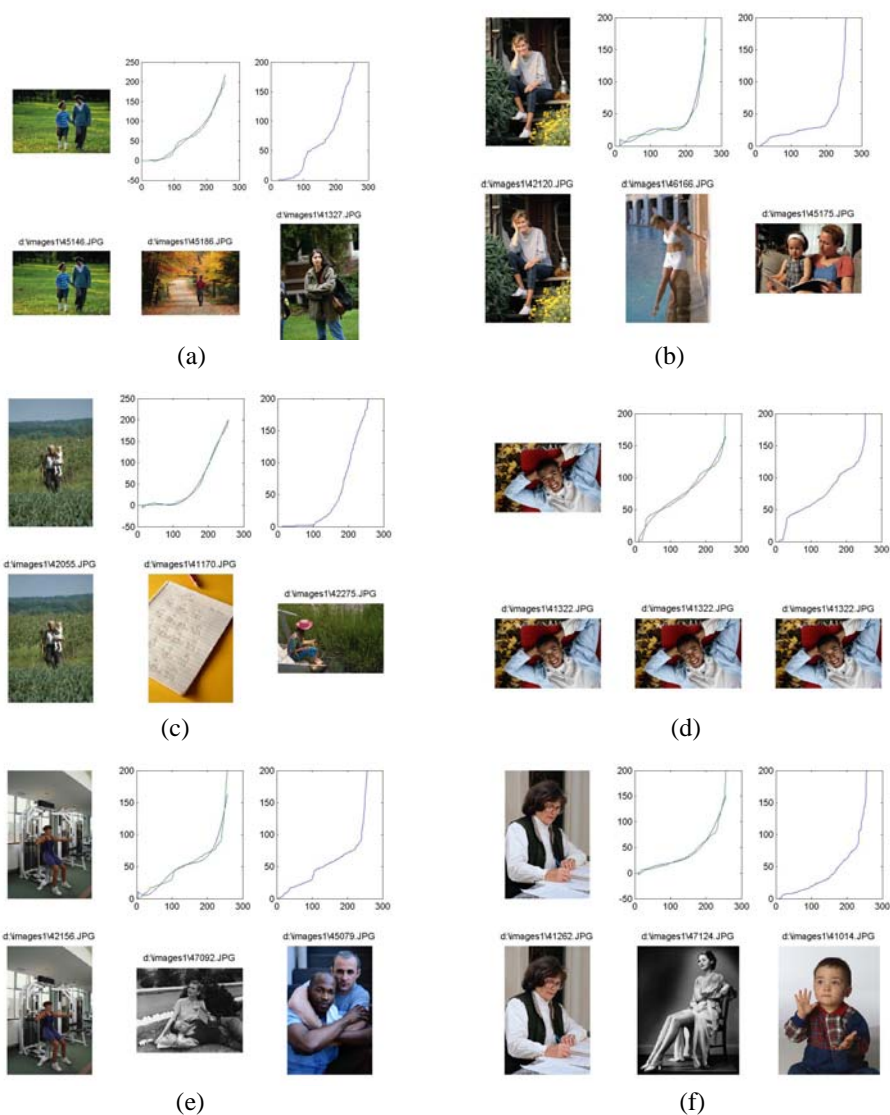 250
200
150
100
50
0
-50
0 100 200 300
200
150
100
50
0
0 100 200 300
d:\images1\45146.JPG
d:\images1\45186.JPG
d:\images1\41327.JPG
(a)
200
150
100
50
0
0 100 200 300
200
150
100
50
0
0 100 200 300
d:\images1\42120.JPG
d:\images1\46166.JPG
d:\images1\45175.JPG
(b)
250
200
150
100
50
0
-50
0 100 200 300
200
150
100
50
0
0 100 200 300
d:\images1\42055.JPG
d:\images1\41170.JPG
d:\images1\42275.JPG
(c)
200
150
100
50
0
0 100 200 300
200
150
100
50
0
0 100 200 300
d:\images1\41322.JPG
d:\images1\41322.JPG
d:\images1\41322.JPG
(d)
200
150
100
50
0
0 100 200 300
200
150
100
50
0
0 100 200 300
d:\images1\42156.JPG
d:\images1\47092.JPG
d:\images1\45079.JPG
(e)
200
150
100
50
0
-50
0 100 200 300
200
150
100
50
0
0 100 200 300
d:\images1\41262.JPG
d:\images1\47124.JPG
d:\images1\41014.JPG
(f)